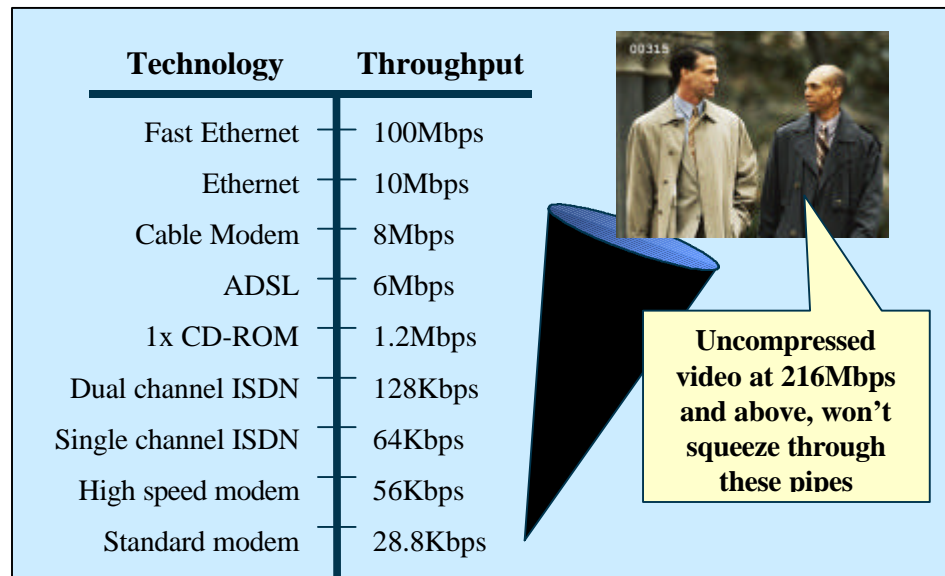 Technology Throughput
Fast Ethernet 100Mbps
Ethernet 10Mbps
Cable Modem 8Mbps
ADSL 6Mbps
1x CD-ROM 1.2Mbps
Dual channel ISDN 128Kbps
Single channel ISDN 64Kbps
High speed modem 56Kbps
Standard modem 28.8Kbps
00315
Uncompressed
video at 216Mbps
and above, won’t
squeeze through
these pipes